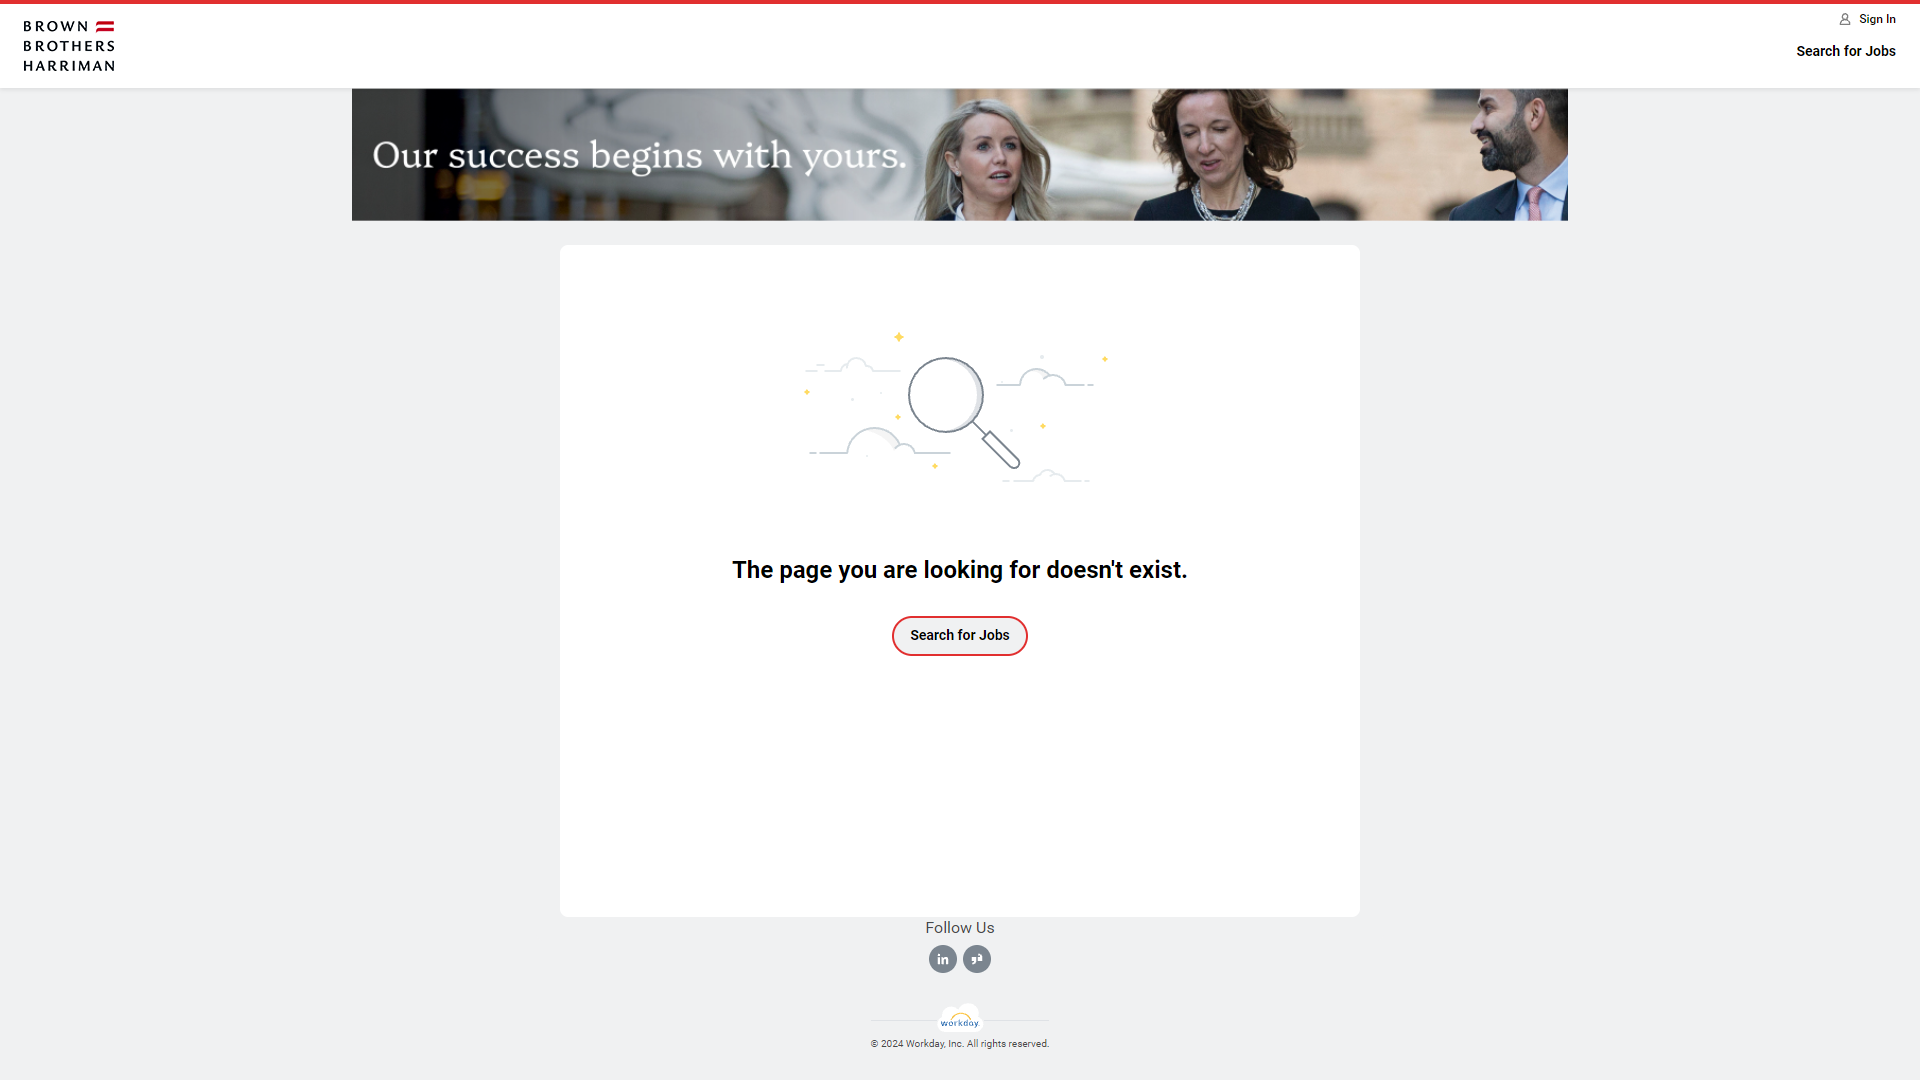 BROWN
BROTHERS
HARRIMAN
Sign In
Search for Jobs
Our success begins with yours.
The page you are looking for doesn't exist.
Search for Jobs
Follow Us
in
workday.
© 2024 Workday, Inc. All rights reserved.